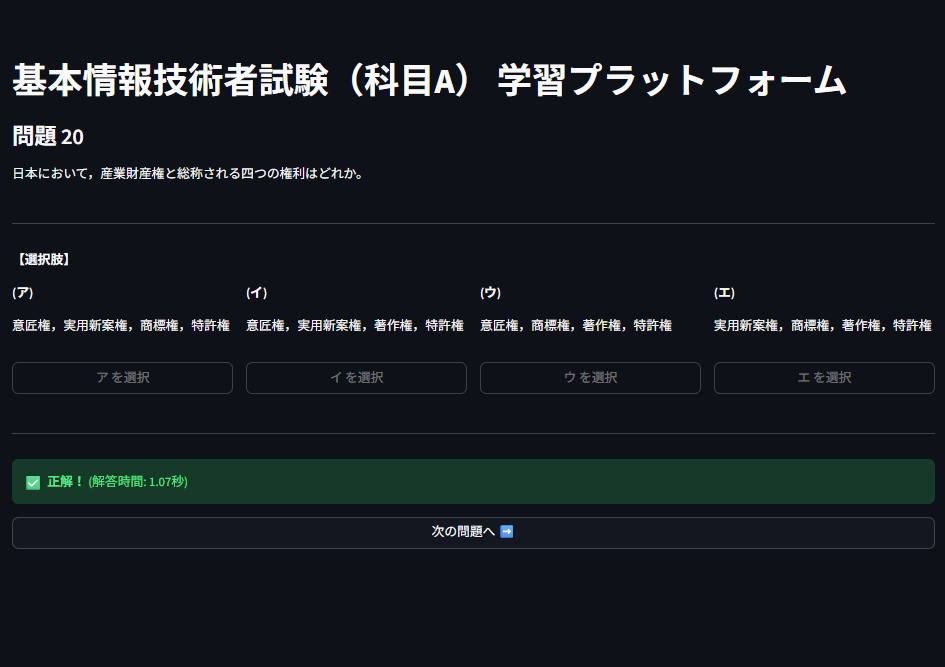 基本情報技術者試験（科目A） 学習プラットフォーム
問題 20
日本において，産業財産権と総称される四つの権利はどれか。
【選択肢】
(ア)
意匠権，実用新案権，商標権，特許権
ア を選択
(イ)
意匠権，実用新案権，著作権，特許権
イ を選択
(ウ)
意匠権，商標権，著作権，特許権
ウ を選択
(エ)
実用新案権，商標権，著作権，特許権
エ を選択
✅ 正解！ (解答時間: 1.07秒)
次の問題へ ➡️